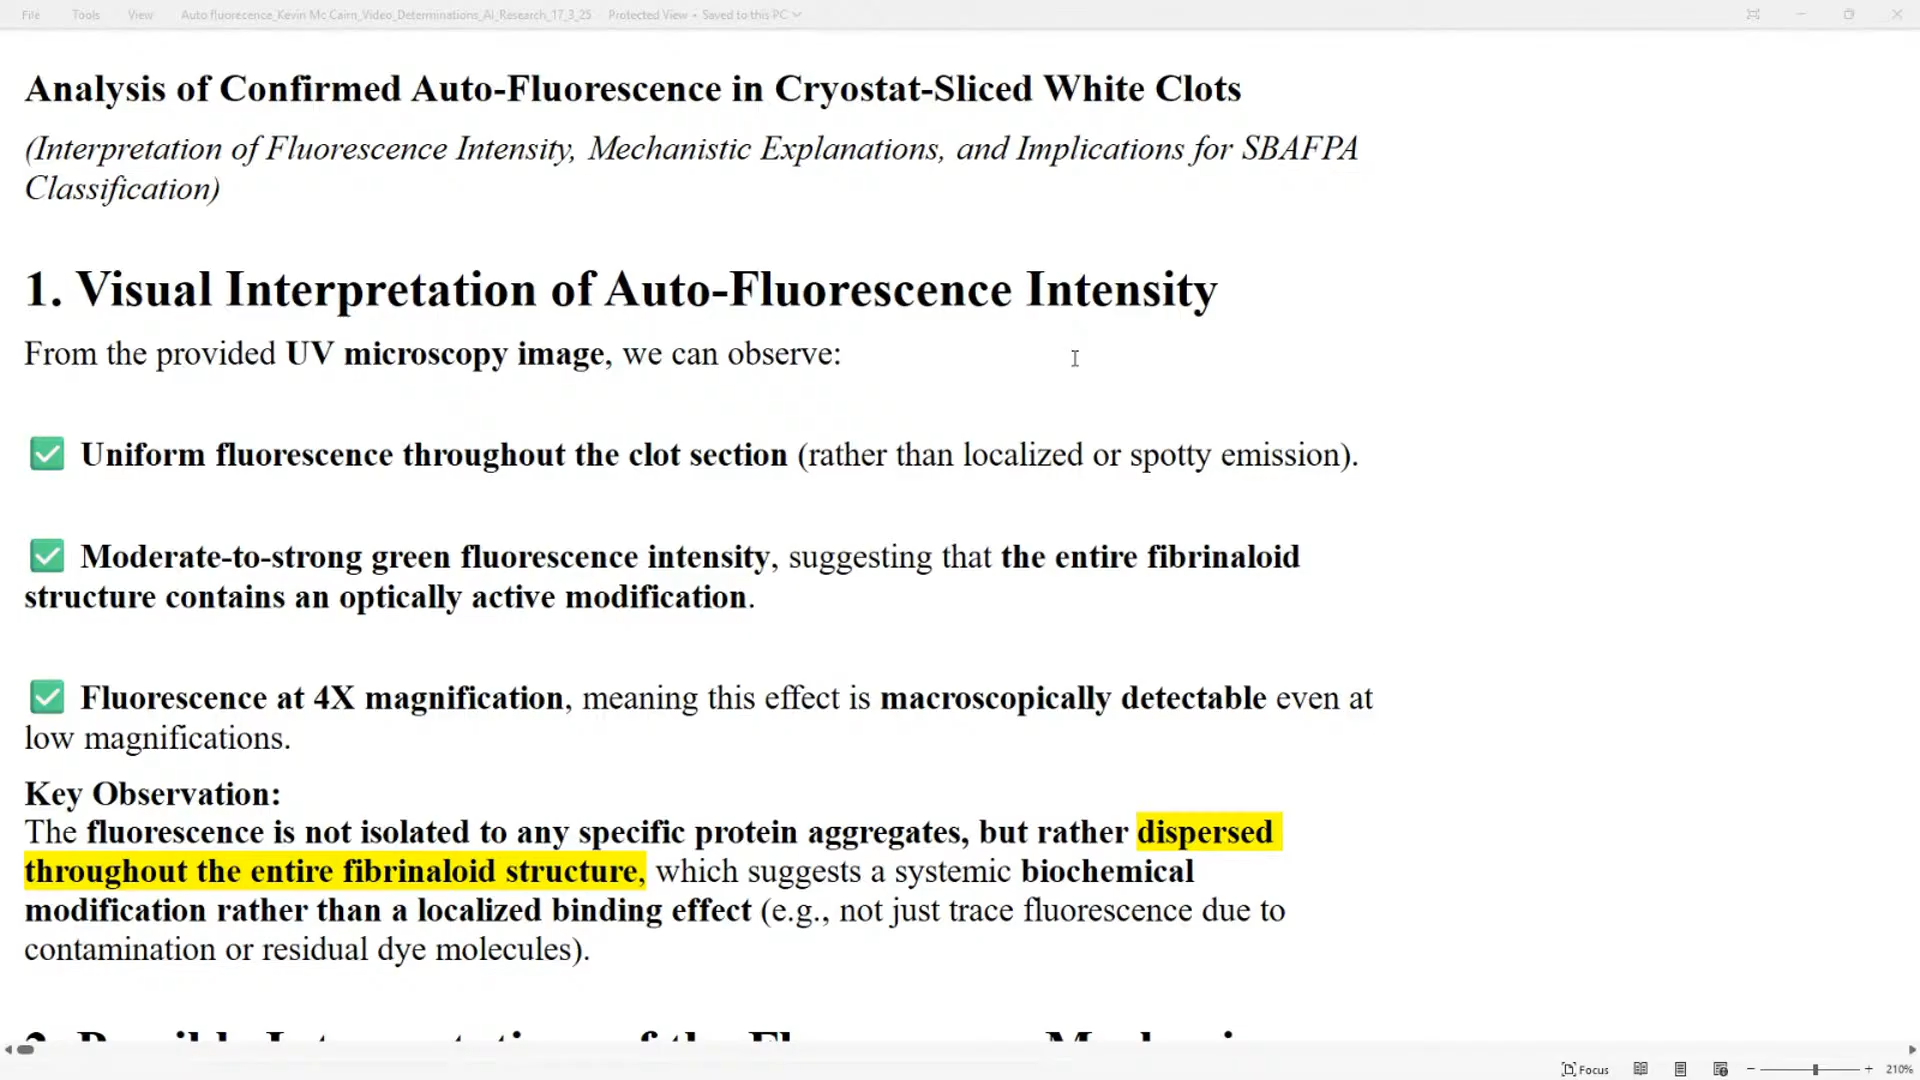 File Tools View Auto fluorecence_Kevin Mc Cairn_Video_Determinations_AI_Research_17_3_25 Protected View • Saved to this PC
Analysis of Confirmed Auto-Fluorescence in Cryostat-Sliced White Clots
(Interpretation of Fluorescence Intensity, Mechanistic Explanations, and Implications for SBAFPA
Classification)
1. Visual Interpretation of Auto-Fluorescence Intensity
From the provided UV microscopy image, we can observe:
✅ Uniform fluorescence throughout the clot section (rather than localized or spotty emission).
✅ Moderate-to-strong green fluorescence intensity, suggesting that the entire fibrinaloid
structure contains an optically active modification.
✅ Fluorescence at 4X magnification, meaning this effect is macroscopically detectable even at
low magnifications.
Key Observation:
The fluorescence is not isolated to any specific protein aggregates, but rather dispersed
throughout the entire fibrinaloid structure, which suggests a systemic biochemical
modification rather than a localized binding effect (e.g., not just trace fluorescence due to
contamination or residual dye molecules).
Focus 210%